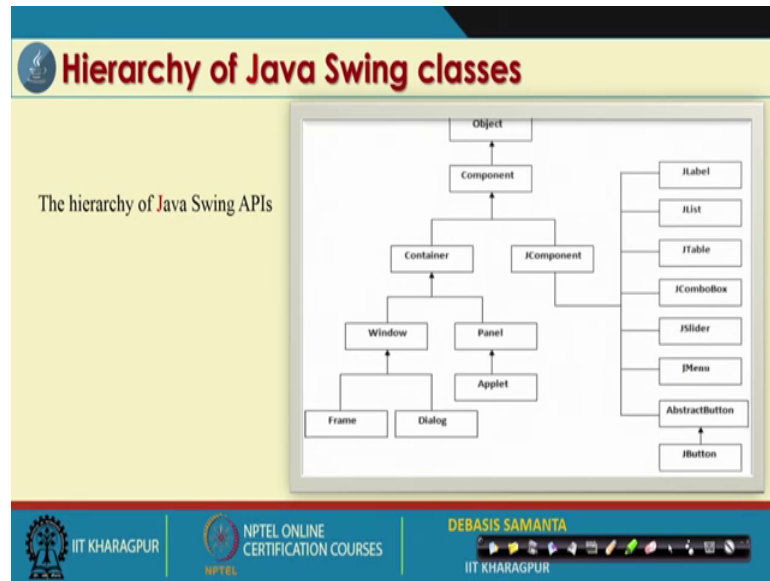 Hierarchy of Java Swing classes
The hierarchy of Java Swing APIs
Object
Component
Container
JComponent
Window
Panel
Applet
Frame
Dialog
JLabel
JList
JTable
JComboBox
JSlider
JMenu
AbstractButton
JButton
IIT KHARAGPUR
NPTEL
NPTEL ONLINE
CERTIFICATION COURSES
DEBASIS SAMANTA
IIT KHARAGPUR